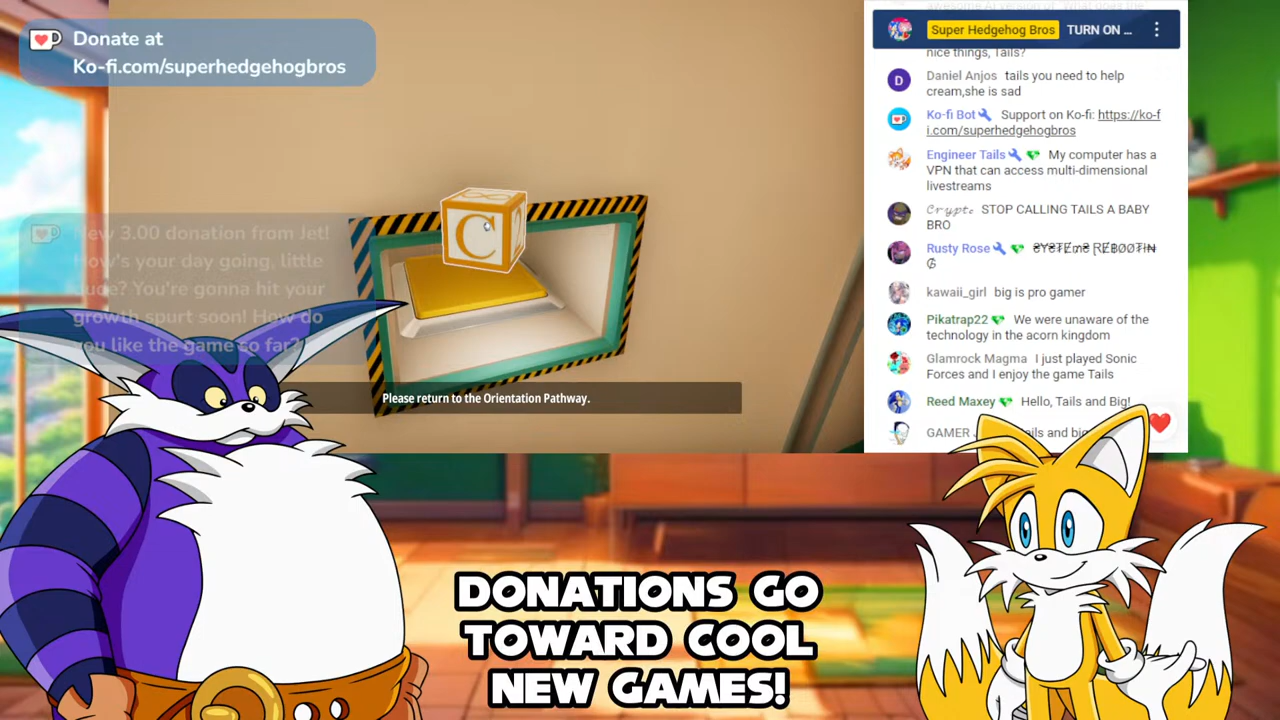 Donate at
Ko-fi.com/superhedgehogbros
New 3.00 donation from Jet!
How's your day going, little
dude? You're gonna hit your
growth spurt soon! How do
you like the game so far?
C
Please return to the Orientation Pathway.
Super Hedgehog Bros TURN ON ...
nice things, Tails?
Daniel Anjos tails you need to help
cream,she is sad
Ko-fi Bot Support on Ko-fi: https://ko-f
i.com/superhedgehogbros
Engineer Tails My computer has a
VPN that can access multi-dimensional
livestreams
𝓒𝓻𝔂𝓹𝓽𝓬 STOP CALLING TAILS A BABY
BRO
Rusty Rose
kawaii_girl big is pro gamer
Pikatrap22 We were unaware of the
technology in the acorn kingdom
Glamrock Magma I just played Sonic
Forces and I enjoy the game Tails
Reed Maxey Hello, Tails and Big!
GAMER
DONATIONS GO
TOWARD COOL
NEW GAMES!